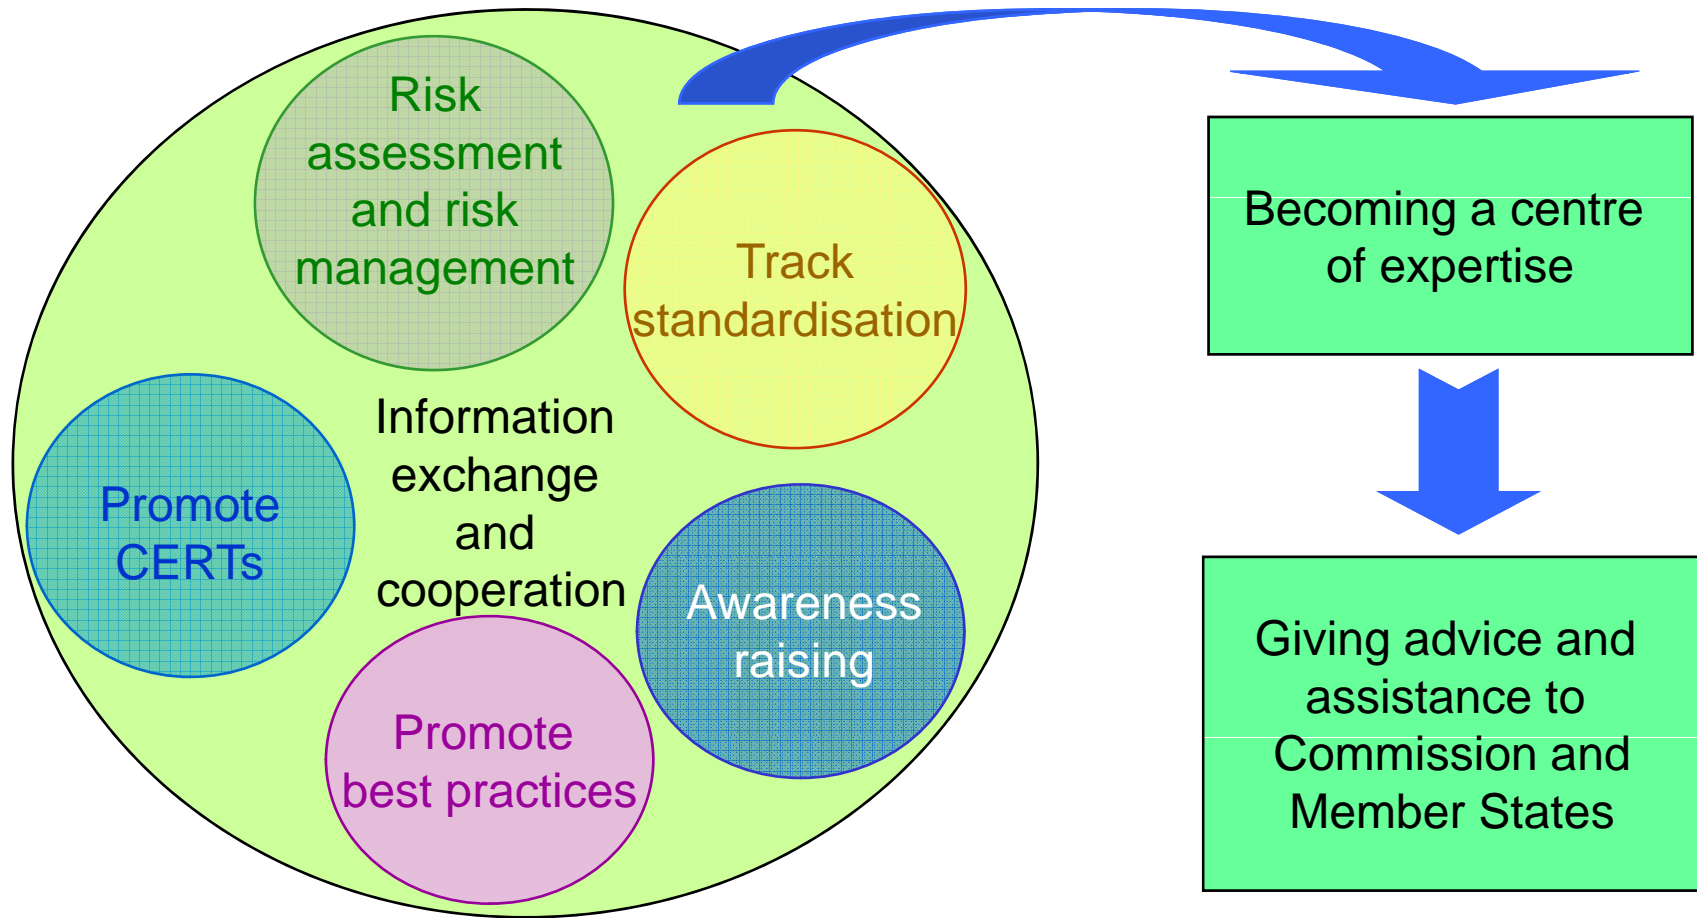 Risk
assessment
and risk
management
Track
standardisation
Information
exchange
and
cooperation
Promote
CERTs
Awareness
raising
Promote
best practices
Becoming a centre
of expertise
Giving advice and
assistance to
Commission and
Member States